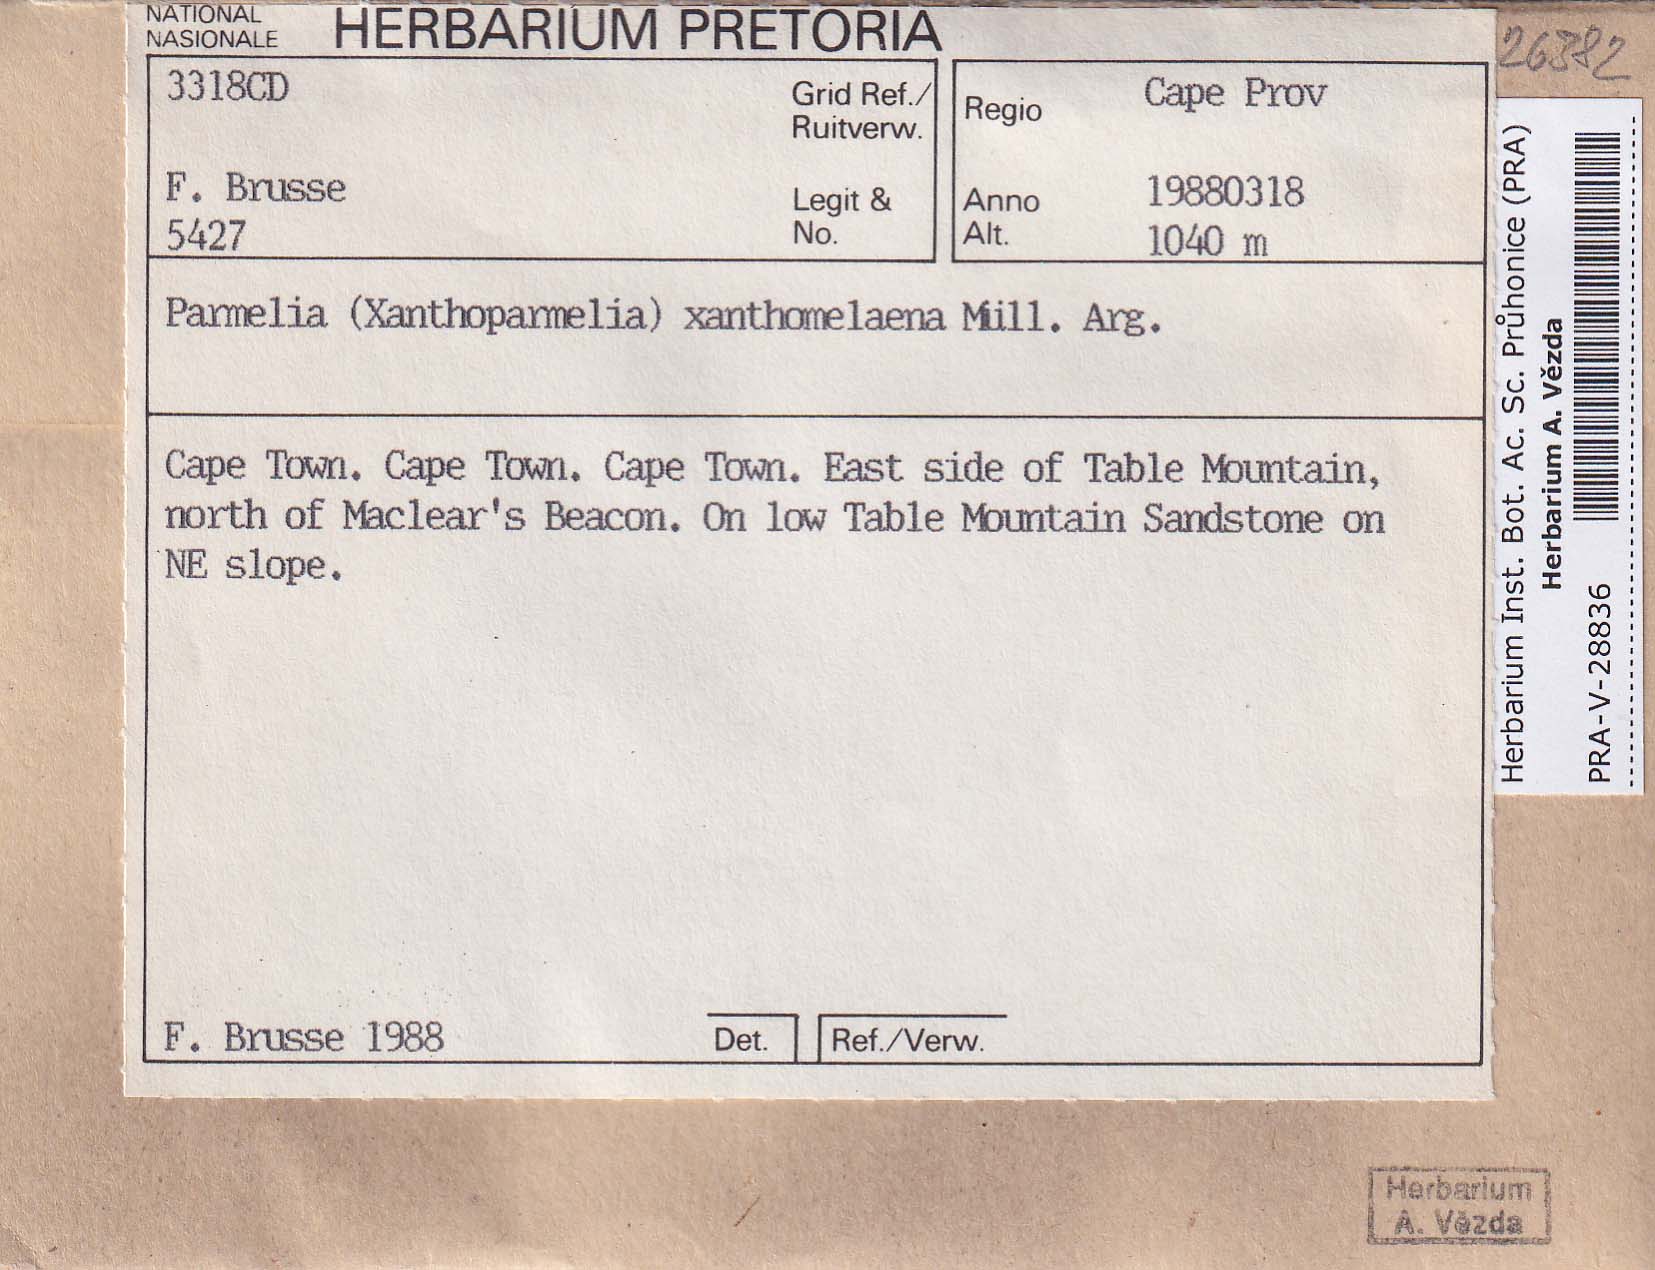 NATIONAL
NASIONALE
HERBARIUM PRETORIA
26382
3318CD
Grid Ref./
Ruitverw.
F. Brusse
5427
Legit &
No.
Regio
Cape Prov
Anno
19880318
Alt.
1040 m
Parmelia (Xanthoparmelia) xanthomelaena Müll. Arg.
Cape Town. Cape Town. Cape Town. East side of Table Mountain,
north of Maclear's Beacon. On low Table Mountain Sandstone on
NE slope.
F. Brusse 1988
Det.
Ref./Verw.
Herbarium Inst. Bot. Ac. Sc. Průhonice (PRA)
Herbarium A. Vězda
PRA-V-28836
Herbarium
A. Vězda